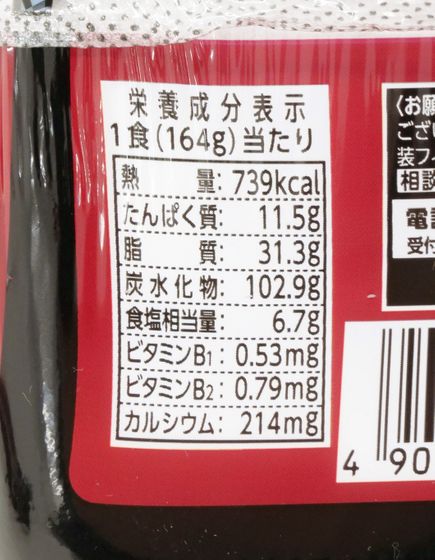 栄養成分表示
1食(164g)当たり
熱量: 739kcal
たんぱく質: 11.5g
脂質: 31.3g
炭水化物: 102.9g
食塩相当量: 6.7g
ビタミンB1: 0.53mg
ビタミンB2: 0.79mg
カルシウム: 214mg
〈お願
ござ
装フ
相談
電話
受付
4 90